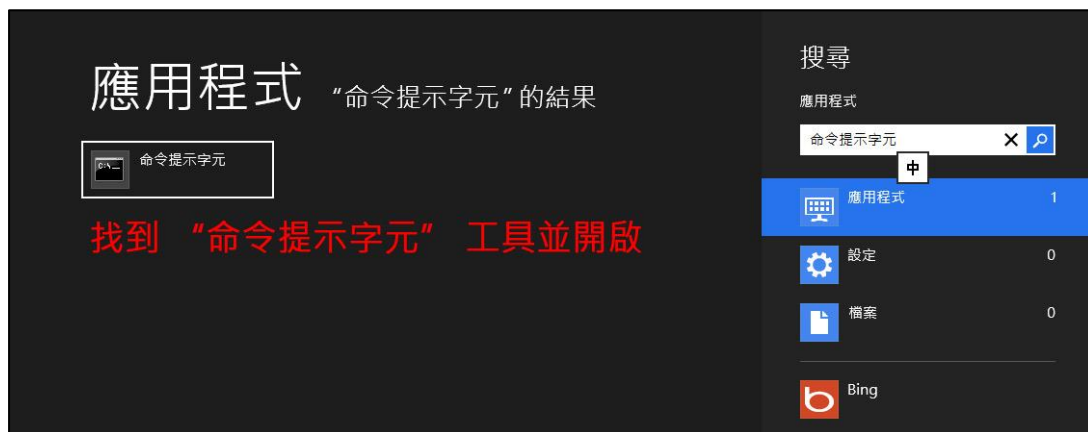 應用程式 "命令提示字元"的結果
命令提示字元
找到 "命令提示字元" 工具並開啟
搜尋
應用程式
命令提示字元
中
應用程式 1
設定 0
檔案 0
Bing